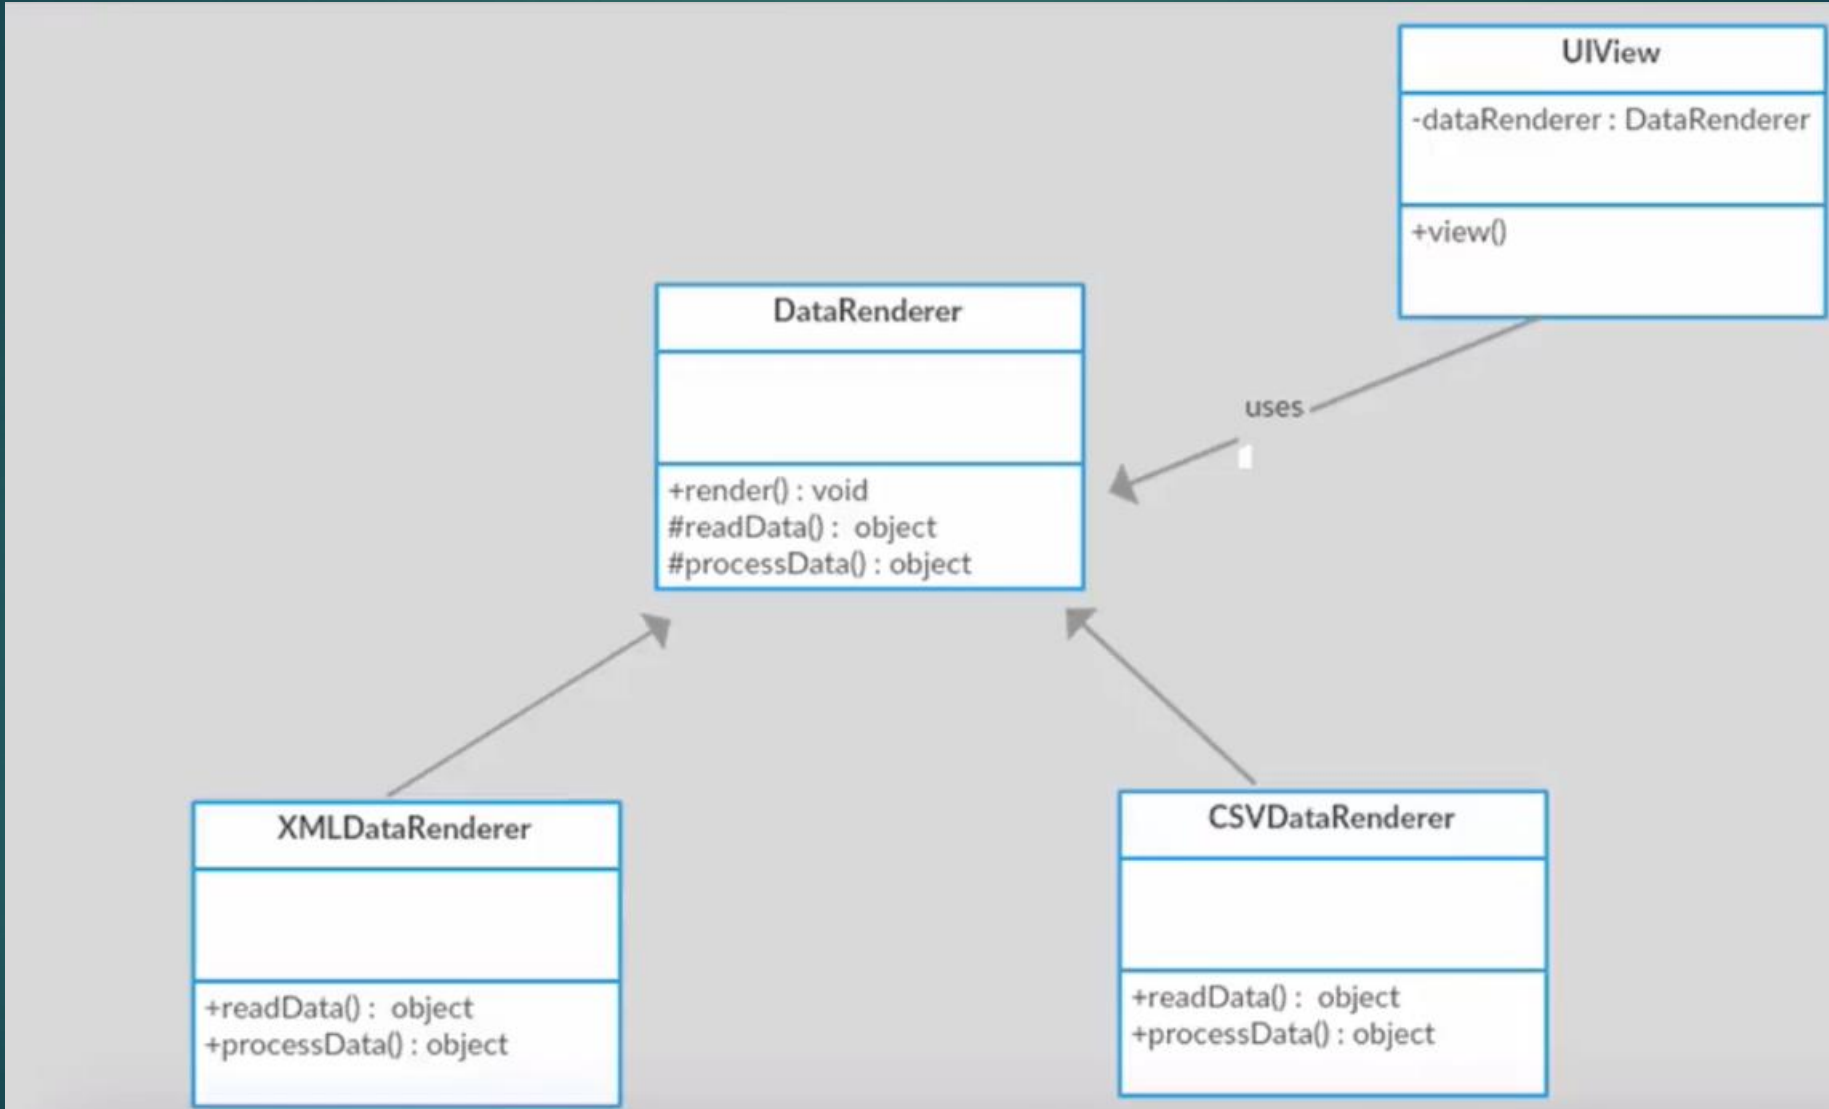 UIView
-dataRenderer : DataRenderer
+view()
DataRenderer
uses
+render() : void
#readData() :  object
#processData() : object
XMLDataRenderer
+readData() :  object
+processData() : object
CSVDataRenderer
+readData() :  object
+processData() : object